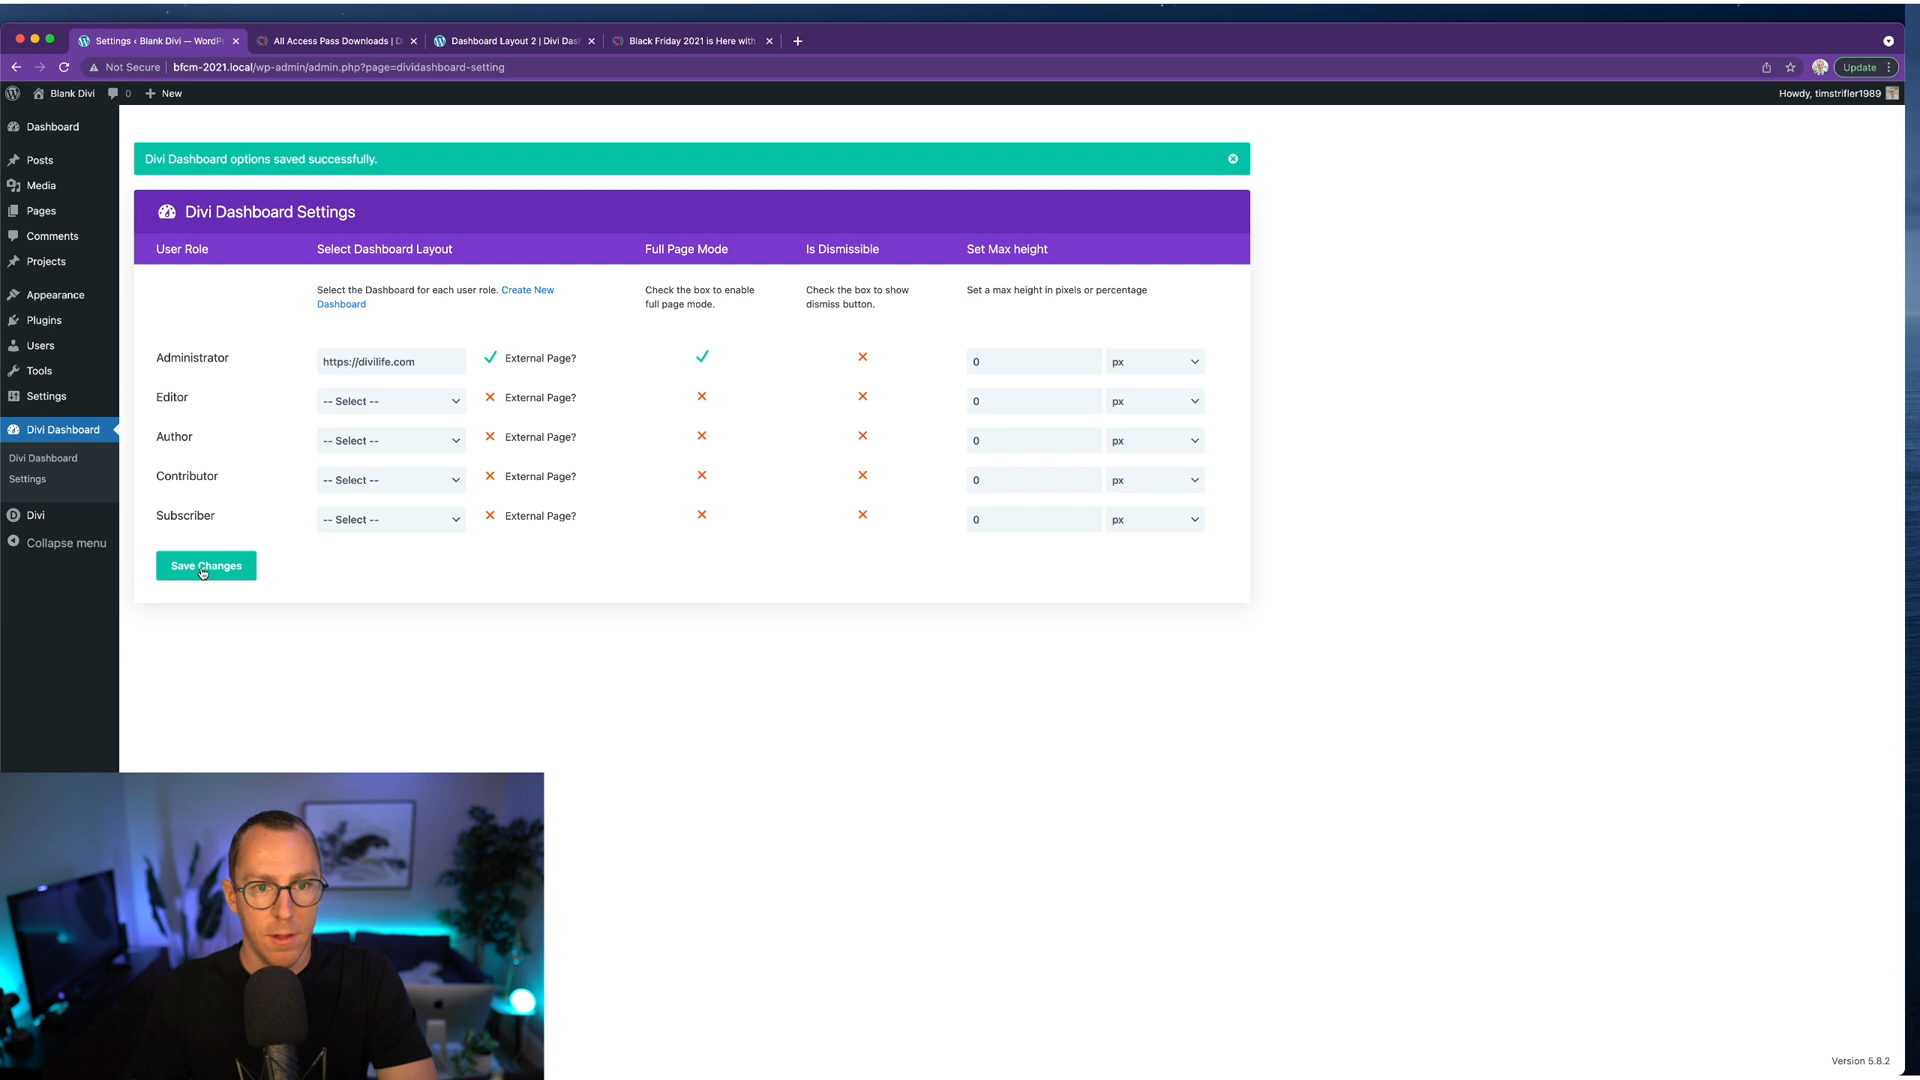 Settings ‹ Blank Divi — WordPr
All Access Pass Downloads | D
Dashboard Layout 2 | Divi Das
Black Friday 2021 is Here with
Not Secure
bfcm-2021.local/wp-admin/admin.php?page=dividashboard-setting
Update
Blank Divi
0
New
Howdy, timstrifler1989
Dashboard
Posts
Media
Pages
Comments
Projects
Appearance
Plugins
Users
Tools
Settings
Divi Dashboard
Divi Dashboard
Settings
Divi
Collapse menu
Divi Dashboard options saved successfully.
Divi Dashboard Settings
User Role
Select Dashboard Layout
Full Page Mode
Is Dismissible
Set Max height
Select the Dashboard for each user role. Create New
Dashboard
Check the box to enable
full page mode.
Check the box to show
dismiss button.
Set a max height in pixels or percentage
Administrator
https://divilife.com
External Page?
0
px
Editor
-- Select --
External Page?
0
px
Author
-- Select --
External Page?
0
px
Contributor
-- Select --
External Page?
0
px
Subscriber
-- Select --
External Page?
0
px
Save Changes
Version 5.8.2